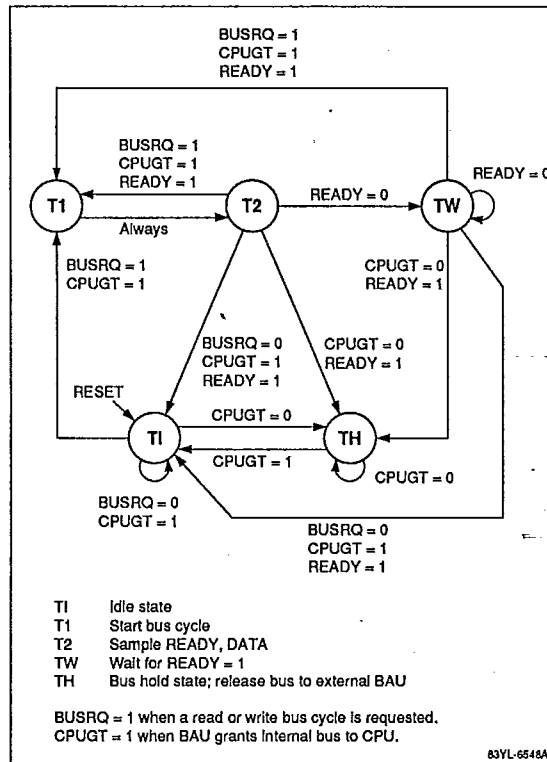 BUSRQ = 1
CPUGT = 1
READY = 1
BUSRQ = 1
CPUGT = 1
READY = 1
READY = 0
T1
T2
READY = 0
TW
Always
BUSRQ = 1
CPUGT = 1
CPUGT = 0
READY = 1
BUSRQ = 0
CPUGT = 1
READY = 1
CPUGT = 0
READY = 1
RESET
CPUGT = 0
TI
TH
CPUGT = 1
CPUGT = 0
BUSRQ = 0
CPUGT = 1
BUSRQ = 0
CPUGT = 1
READY = 1
TI Idle state
T1 Start bus cycle
T2 Sample READY, DATA
TW Wait for READY = 1
TH Bus hold state; release bus to external BAU
BUSRQ = 1 when a read or write bus cycle is requested.
CPUGT = 1 when BAU grants internal bus to CPU.
83YL-6548A